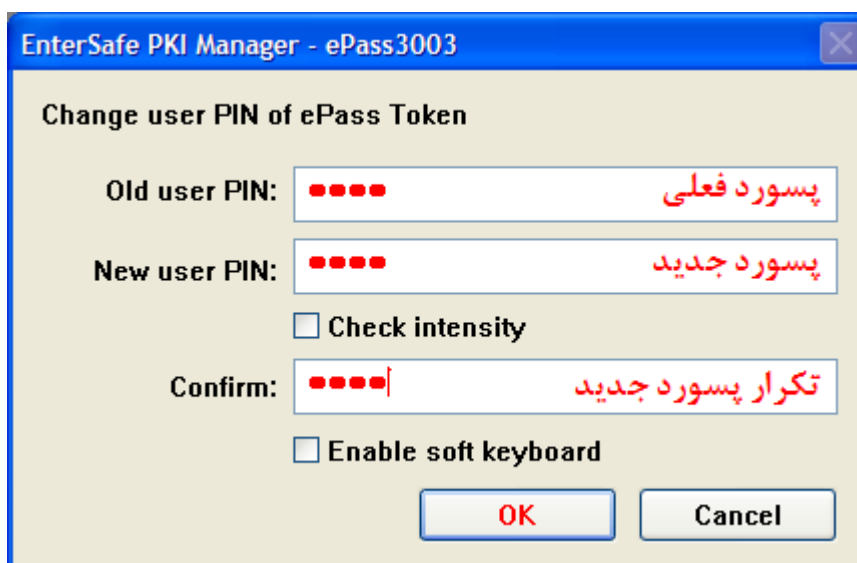 EnterSafe PKI Manager - ePass3003
Change user PIN of ePass Token
Old user PIN: •••• پسورد فعلی
New user PIN: •••• پسورد جدید
Check intensity
Confirm: •••• تکرار پسورد جدید
Enable soft keyboard
OK Cancel